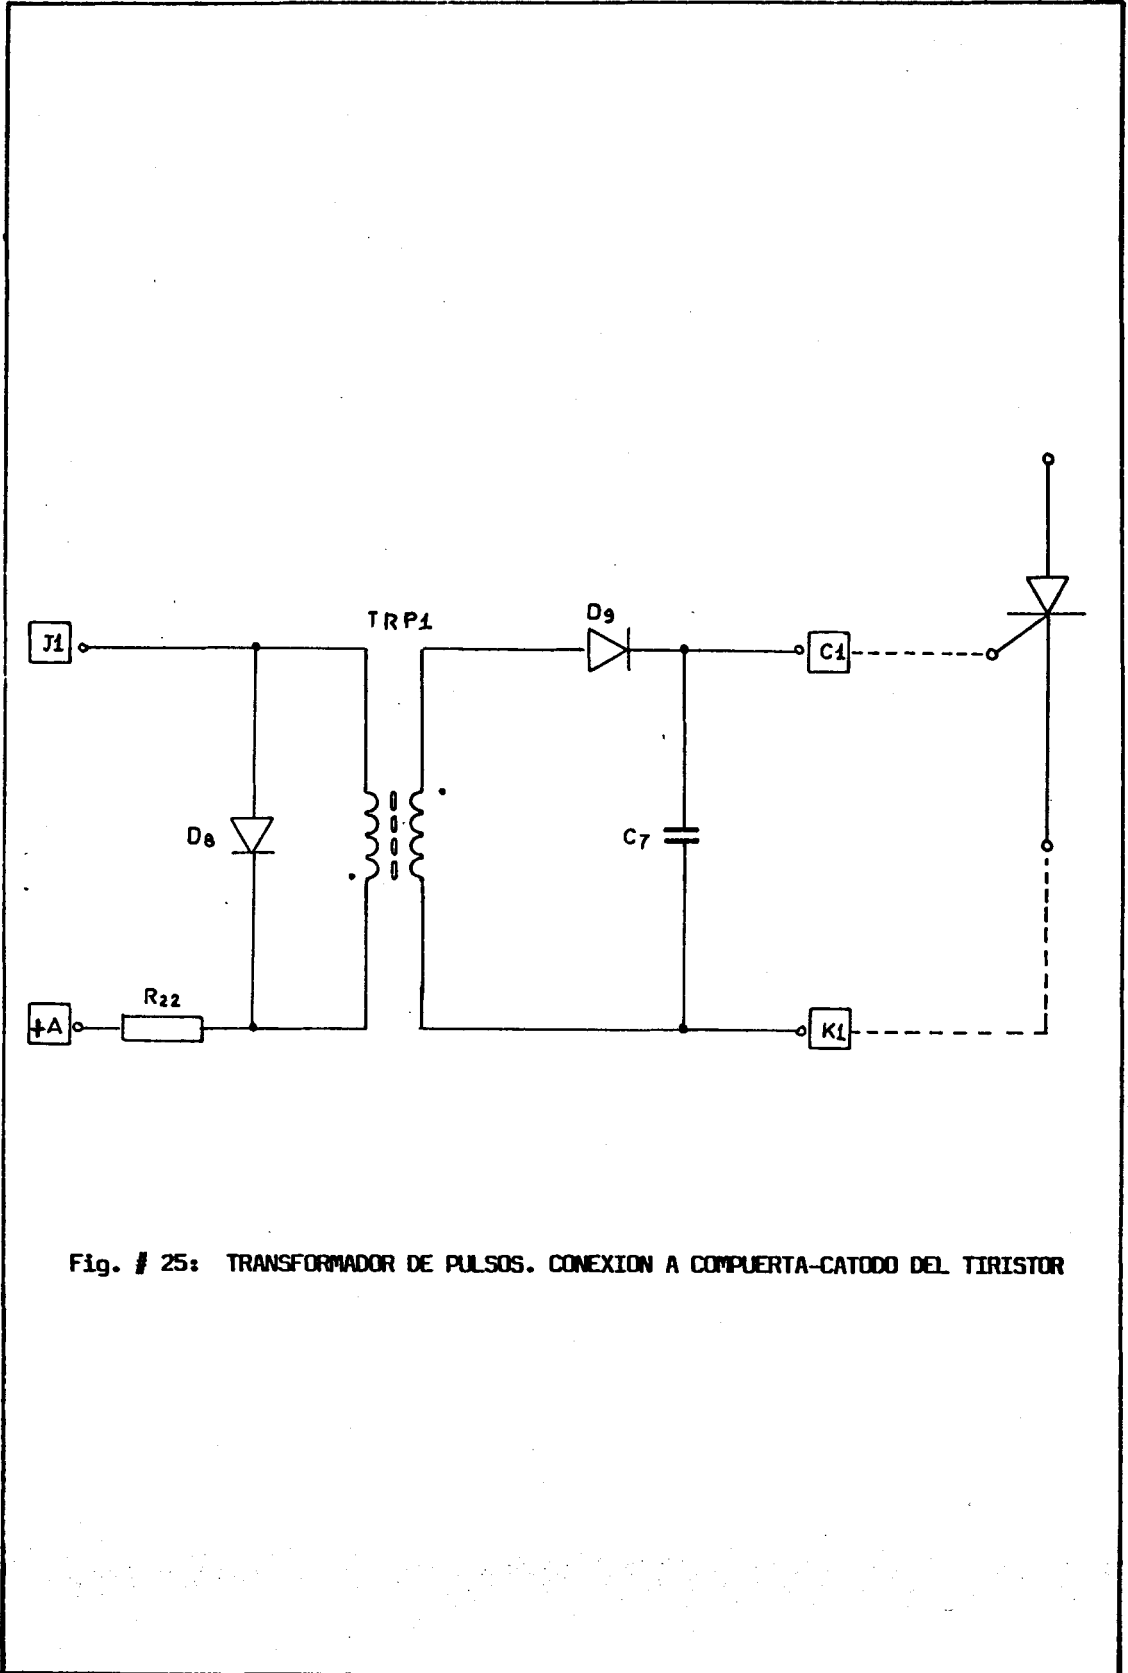 TRP1
D9
J1
C1
D8
C7
R22
+A
K1
Fig. # 25: TRANSFORMADOR DE PULSOS. CONEXION A COMPUERTA-CATODO DEL TIRISTOR